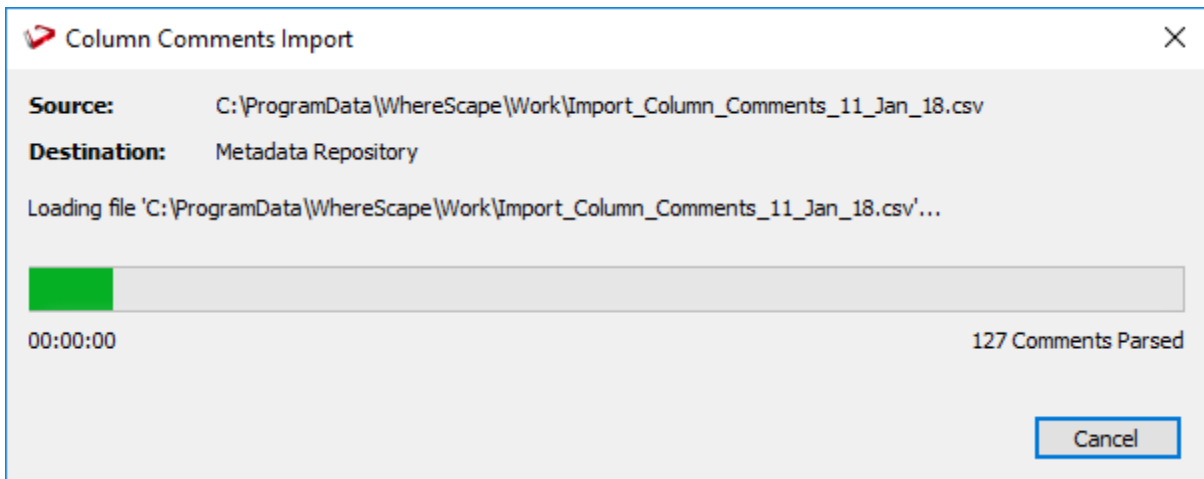 Column Comments Import
Source: C:\ProgramData\WhereScape\Work\Import_Column_Comments_11_Jan_18.csv
Destination: Metadata Repository
Loading file 'C:\ProgramData\WhereScape\Work\Import_Column_Comments_11_Jan_18.csv'...
00:00:00 127 Comments Parsed
Cancel